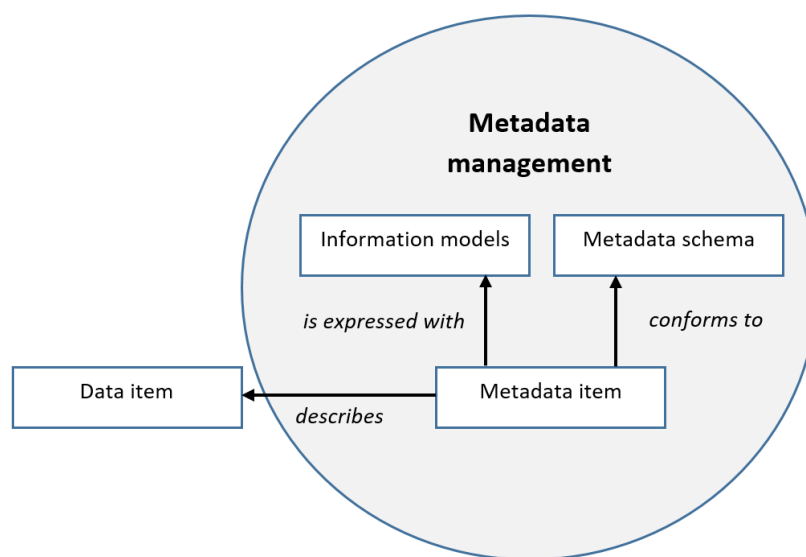 Metadata
management
Information models
Metadata schema
is expressed with
conforms to
Data item
Metadata item
describes